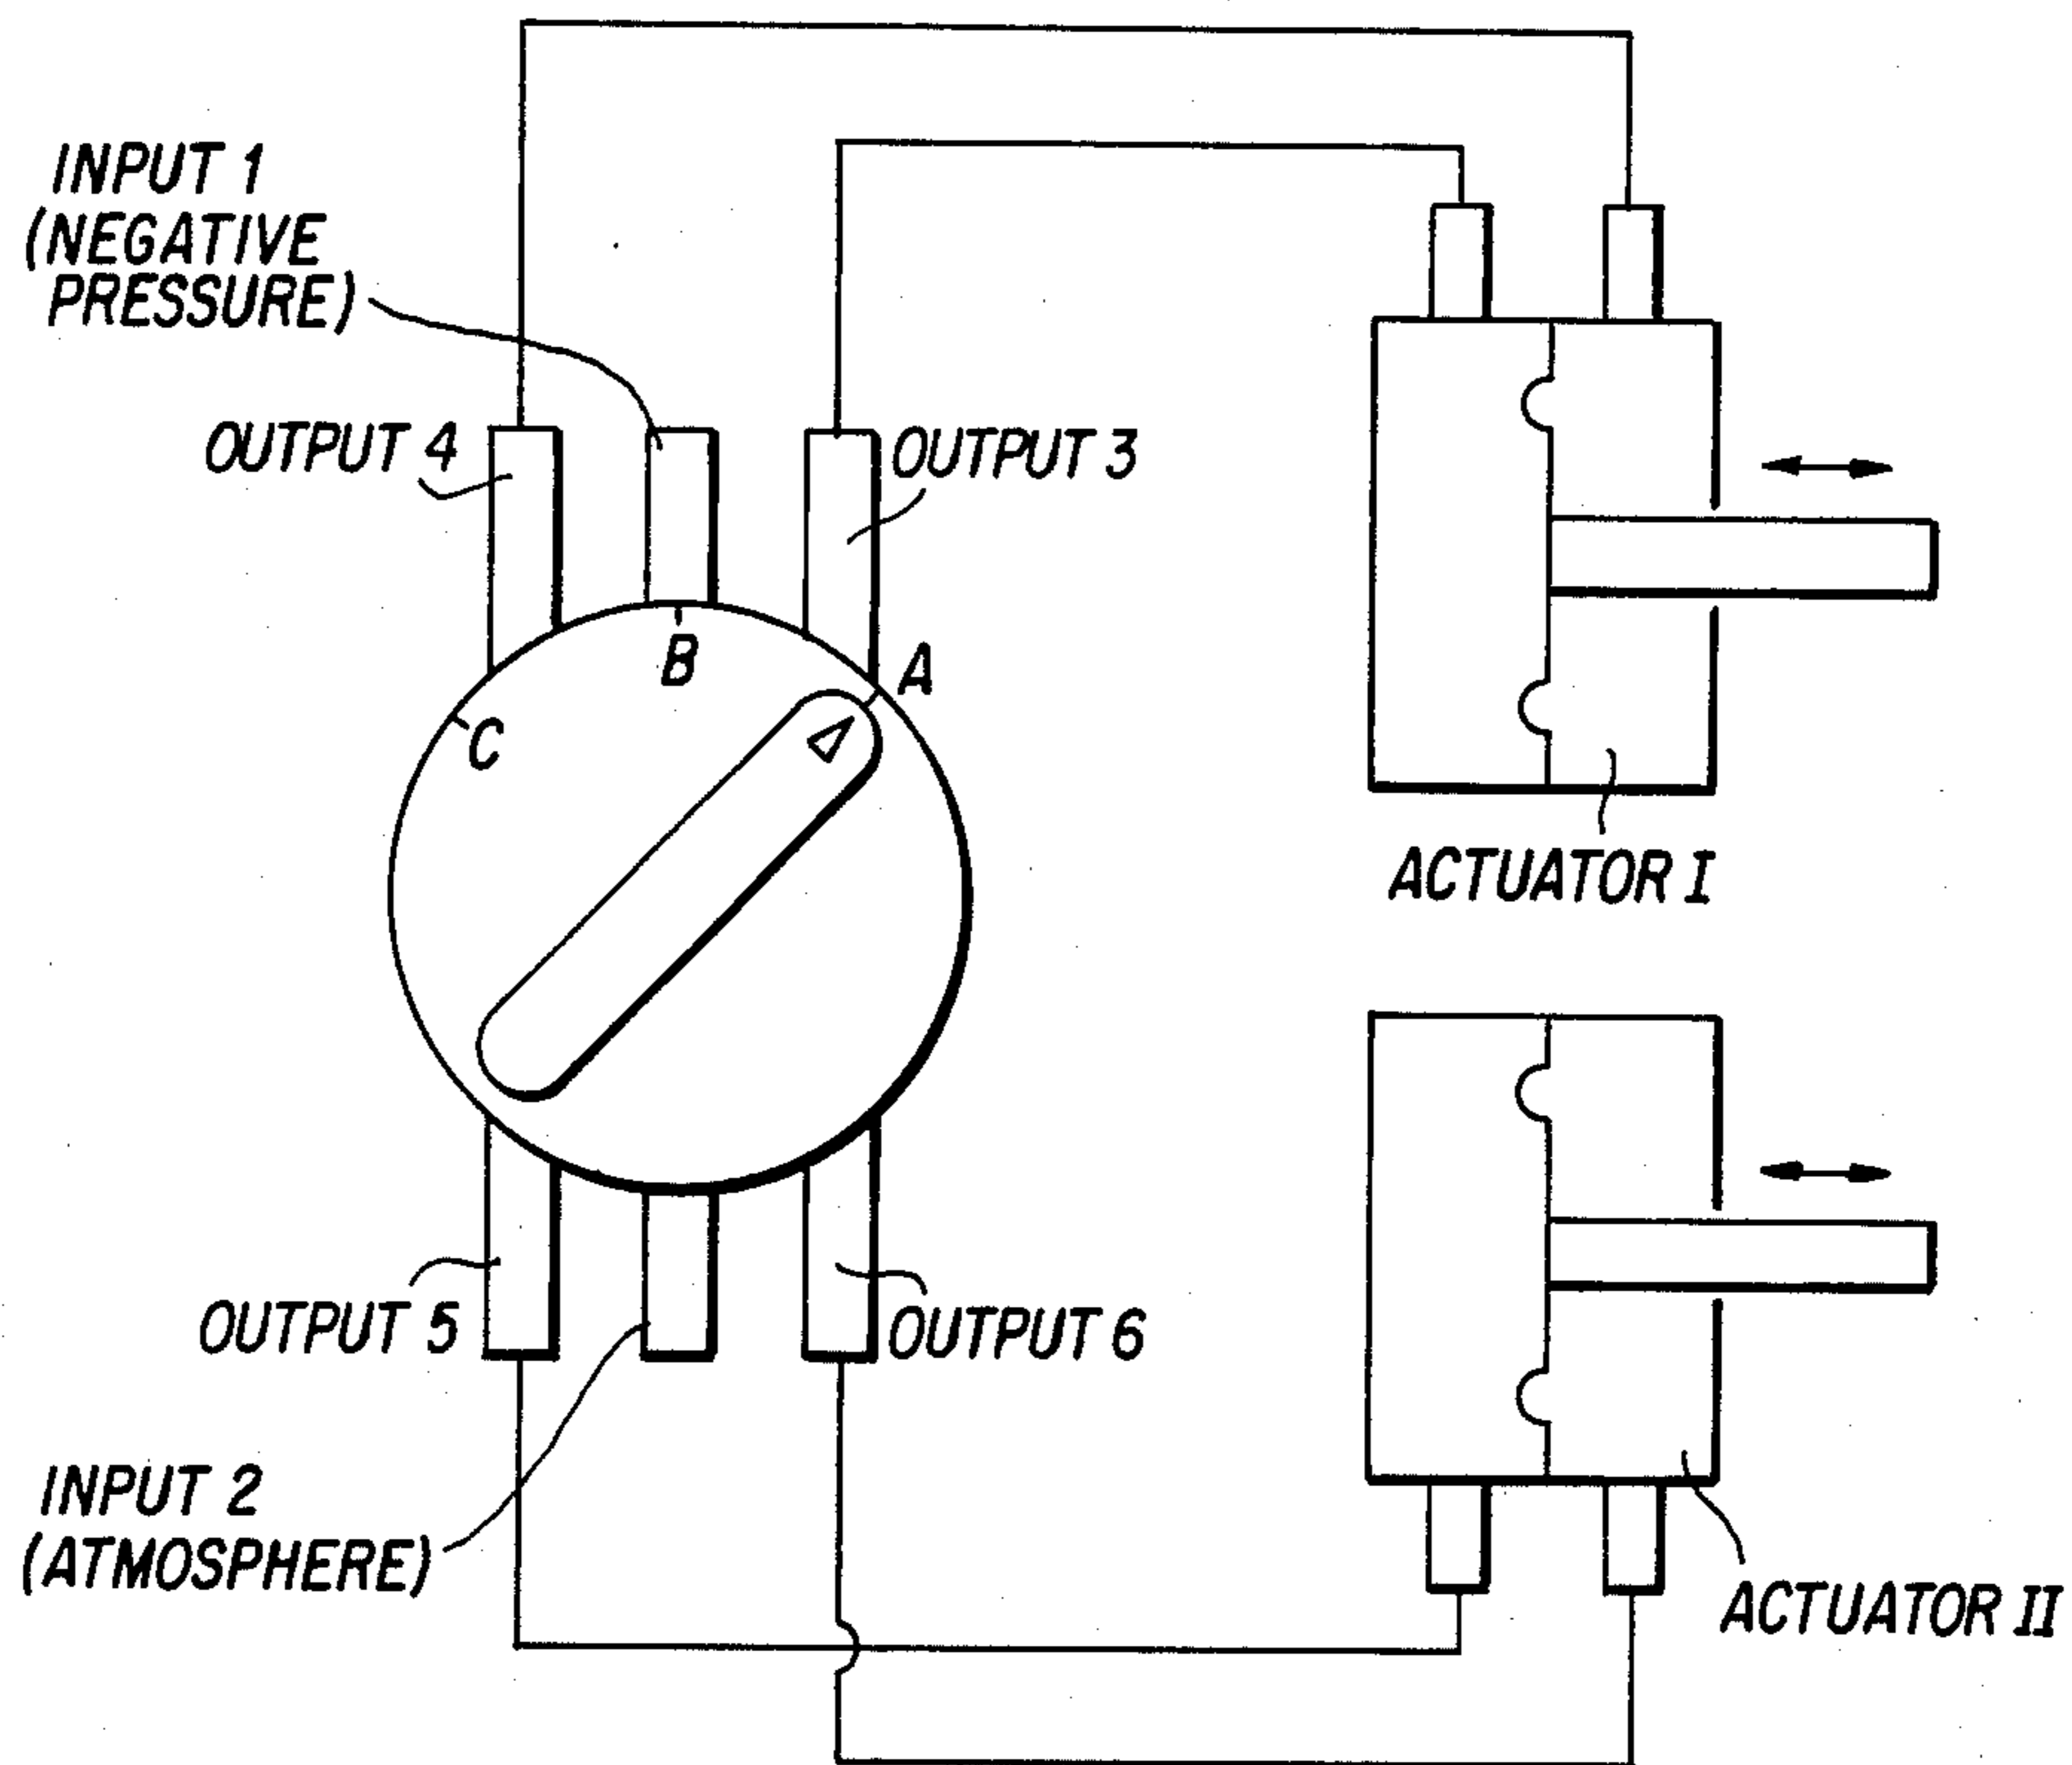 INPUT 1
(NEGATIVE
PRESSURE)
OUTPUT 4
OUTPUT 3
B
A
C
ACTUATOR I
OUTPUT 5
OUTPUT 6
INPUT 2
(ATMOSPHERE)
ACTUATOR II